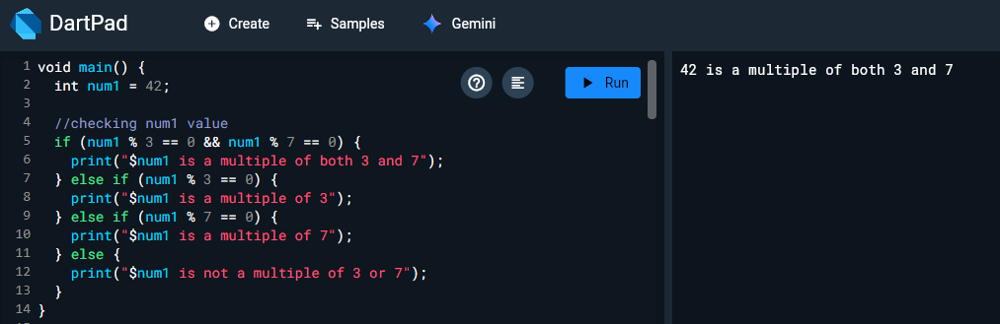 DartPad
Create
Samples
Gemini
Run
1 void main() {
2   int num1 = 42;
3
4   //checking num1 value
5   if (num1 % 3 == 0 && num1 % 7 == 0) {
6     print("$num1 is a multiple of both 3 and 7");
7   } else if (num1 % 3 == 0) {
8     print("$num1 is a multiple of 3");
9   } else if (num1 % 7 == 0) {
10     print("$num1 is a multiple of 7");
11   } else {
12     print("$num1 is not a multiple of 3 or 7");
13   }
14 }
42 is a multiple of both 3 and 7